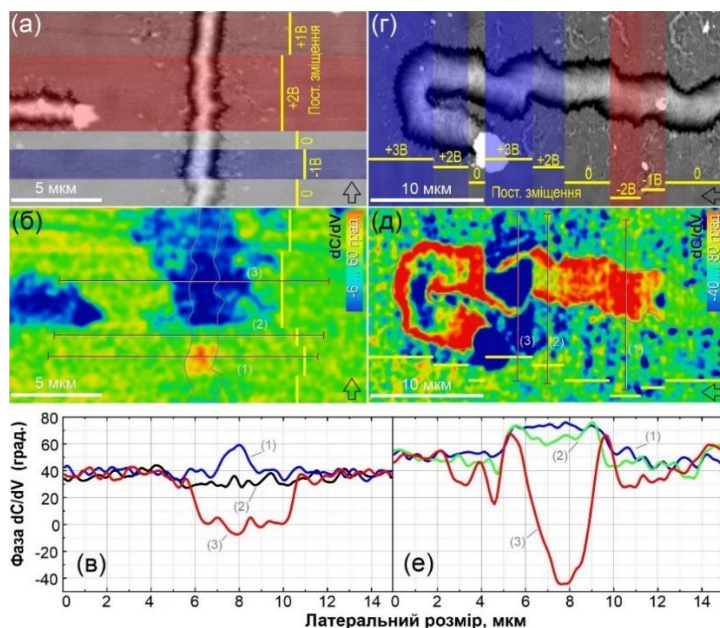 (а)
+1В
+2В
Пост. зміщення
0
-1В
0
5 мкм
(г)
+3В
+2В
0
+3В
+2В
0
-2В
-1В
0
Пост. зміщення
10 мкм
(б)
dC/dV
-6 ... 60 град.
(3)
(2)
(1)
5 мкм
(д)
dC/dV
-40 ... 80 град.
(3)
(2)
(1)
10 мкм
Фаза dC/dV (град.)
80
60
40
20
0
-20
-40
(1)
(2)
(3)
(в)
0 2 4 6 8 10 12 14
(1)
(2)
(3)
(е)
0 2 4 6 8 10 12 14
Латеральний розмір, мкм